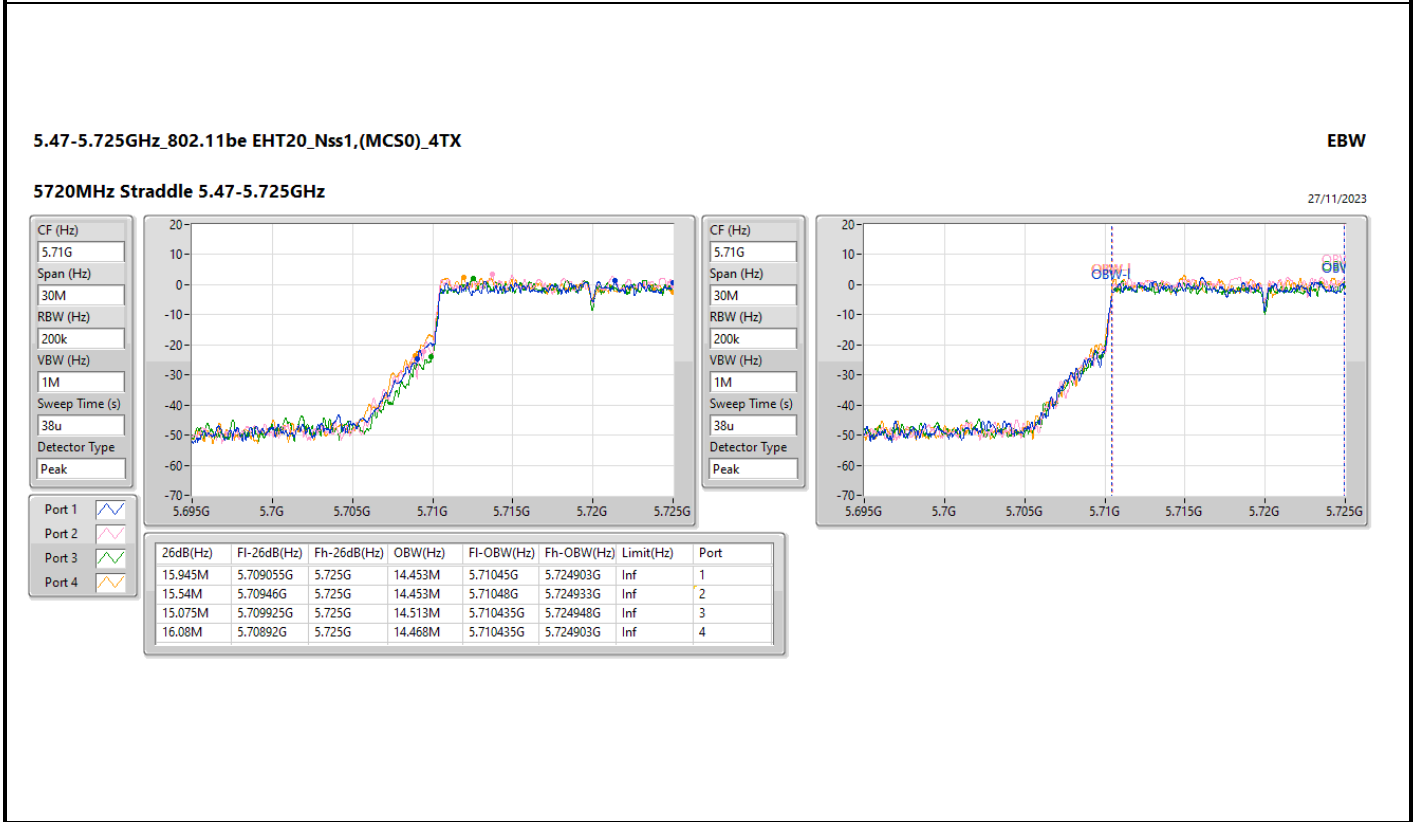 5.47-5.725GHz_802.11be EHT20_Nss1,(MCS0)_4TX
EBW
5720MHz Straddle 5.47-5.725GHz
27/11/2023
CF (Hz)
5.71G
Span (Hz)
30M
RBW (Hz)
200k
VBW (Hz)
1M
Sweep Time (s)
38u
Detector Type
Peak
20
10
0
-10
-20
-30
-40
-50
-60
-70
5.695G 5.7G 5.705G 5.71G 5.715G 5.72G 5.725G
CF (Hz)
5.71G
Span (Hz)
30M
RBW (Hz)
200k
VBW (Hz)
1M
Sweep Time (s)
38u
Detector Type
Peak
20
10
0
-10
-20
-30
-40
-50
-60
-70
OBW-l
5.695G 5.7G 5.705G 5.71G 5.715G 5.72G 5.725G
Port 1
Port 2
Port 3
Port 4
26dB(Hz) Fl-26dB(Hz) Fh-26dB(Hz) OBW(Hz) Fl-OBW(Hz) Fh-OBW(Hz) Limit(Hz) Port
15.945M 5.709055G 5.725G 14.453M 5.71045G 5.724903G Inf 1
15.54M 5.70946G 5.725G 14.453M 5.71048G 5.724933G Inf 2
15.075M 5.709925G 5.725G 14.513M 5.710435G 5.724948G Inf 3
16.08M 5.70892G 5.725G 14.468M 5.710435G 5.724903G Inf 4